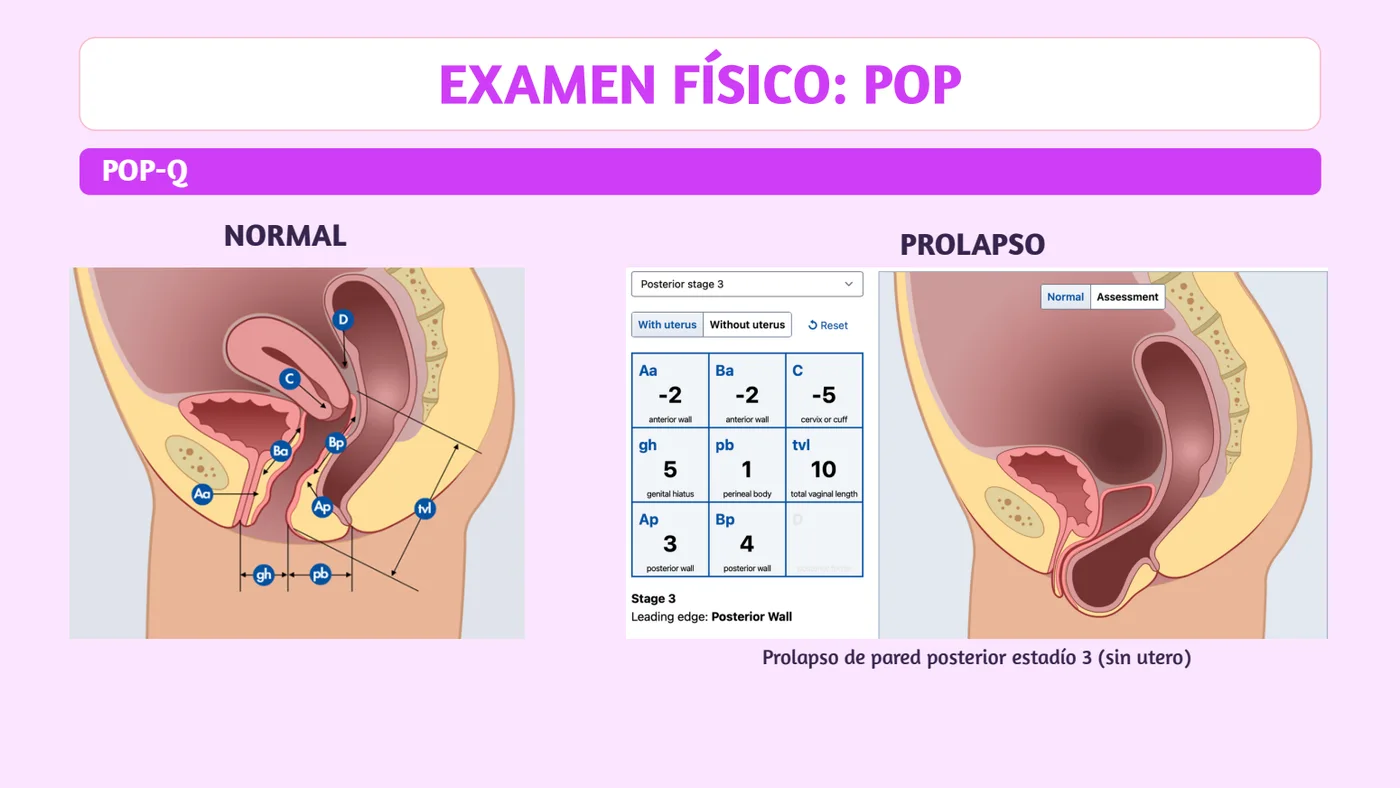 EXAMEN FÍSICO: POP
POP-Q
NORMAL
D
C
Ba
Bp
Aa
Ap
tvl
gh
pb
PROLAPSO
Posterior stage 3
With uterus
Without uterus
Reset
Normal
Assessment
Aa
-2
anterior wall
Ba
-2
anterior wall
C
-5
cervix or cuff
gh
5
genital hiatus
pb
1
perineal body
tvl
10
total vaginal length
Ap
3
posterior wall
Bp
4
posterior wall
D
Stage 3
Leading edge: Posterior Wall
Prolapso de pared posterior estadío 3 (sin utero)